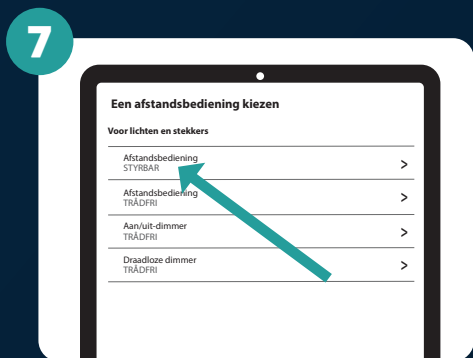 7
Een afstandsbediening kiezen
Voor lichten en stekkers
Afstandsbediening
STYRBAR
>
Afstandsbediening
TRÅDFRI
>
Aan/uit-dimmer
TRÅDFRI
>
Draadloze dimmer
TRÅDFRI
>